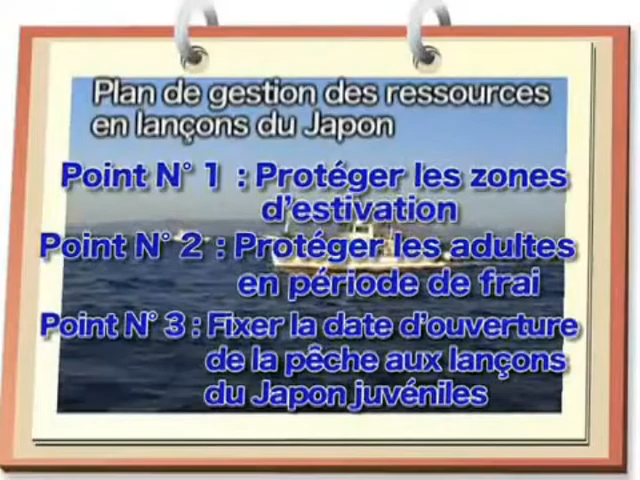 Plan de gestion des ressources
en lançons du Japon
Point N° 1 : Protéger les zones
d'estivation
Point N° 2 : Protéger les adultes
en période de frai
Point N° 3 : Fixer la date d'ouverture
de la pêche aux lançons
du Japon juvéniles